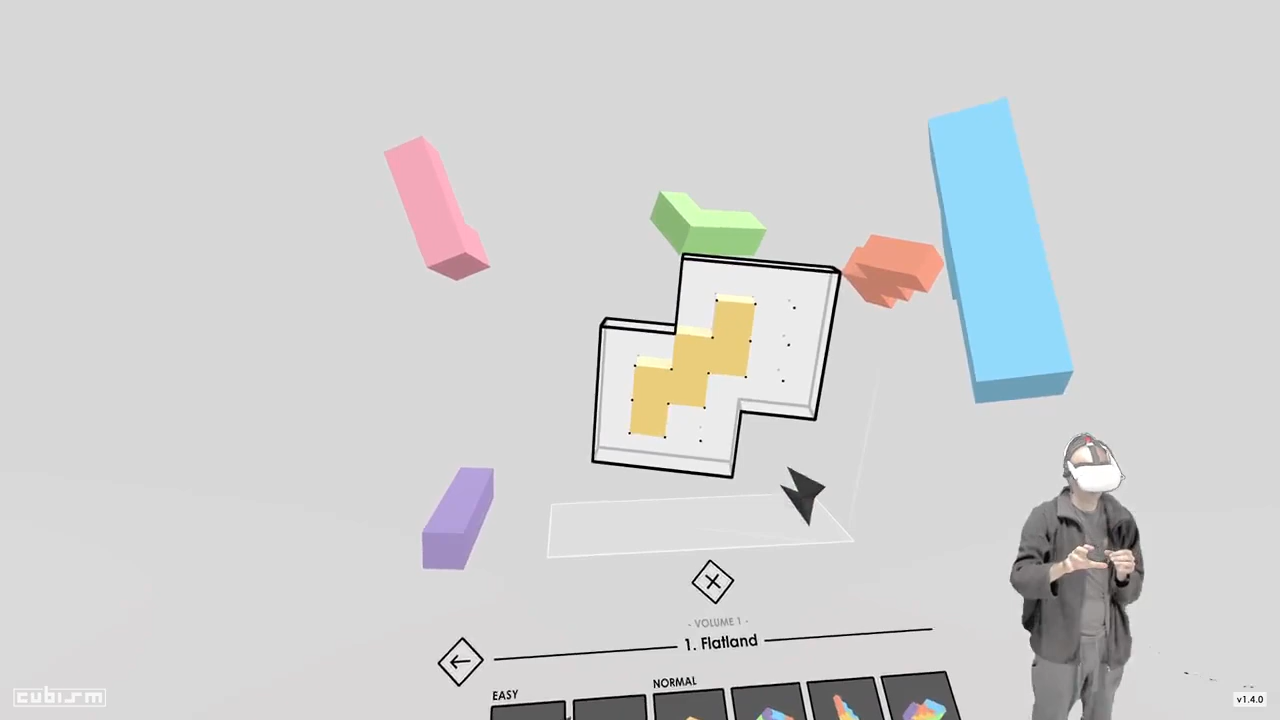 - VOLUME 1 -
1. Flatland
EASY
NORMAL
cubism
v1.4.0